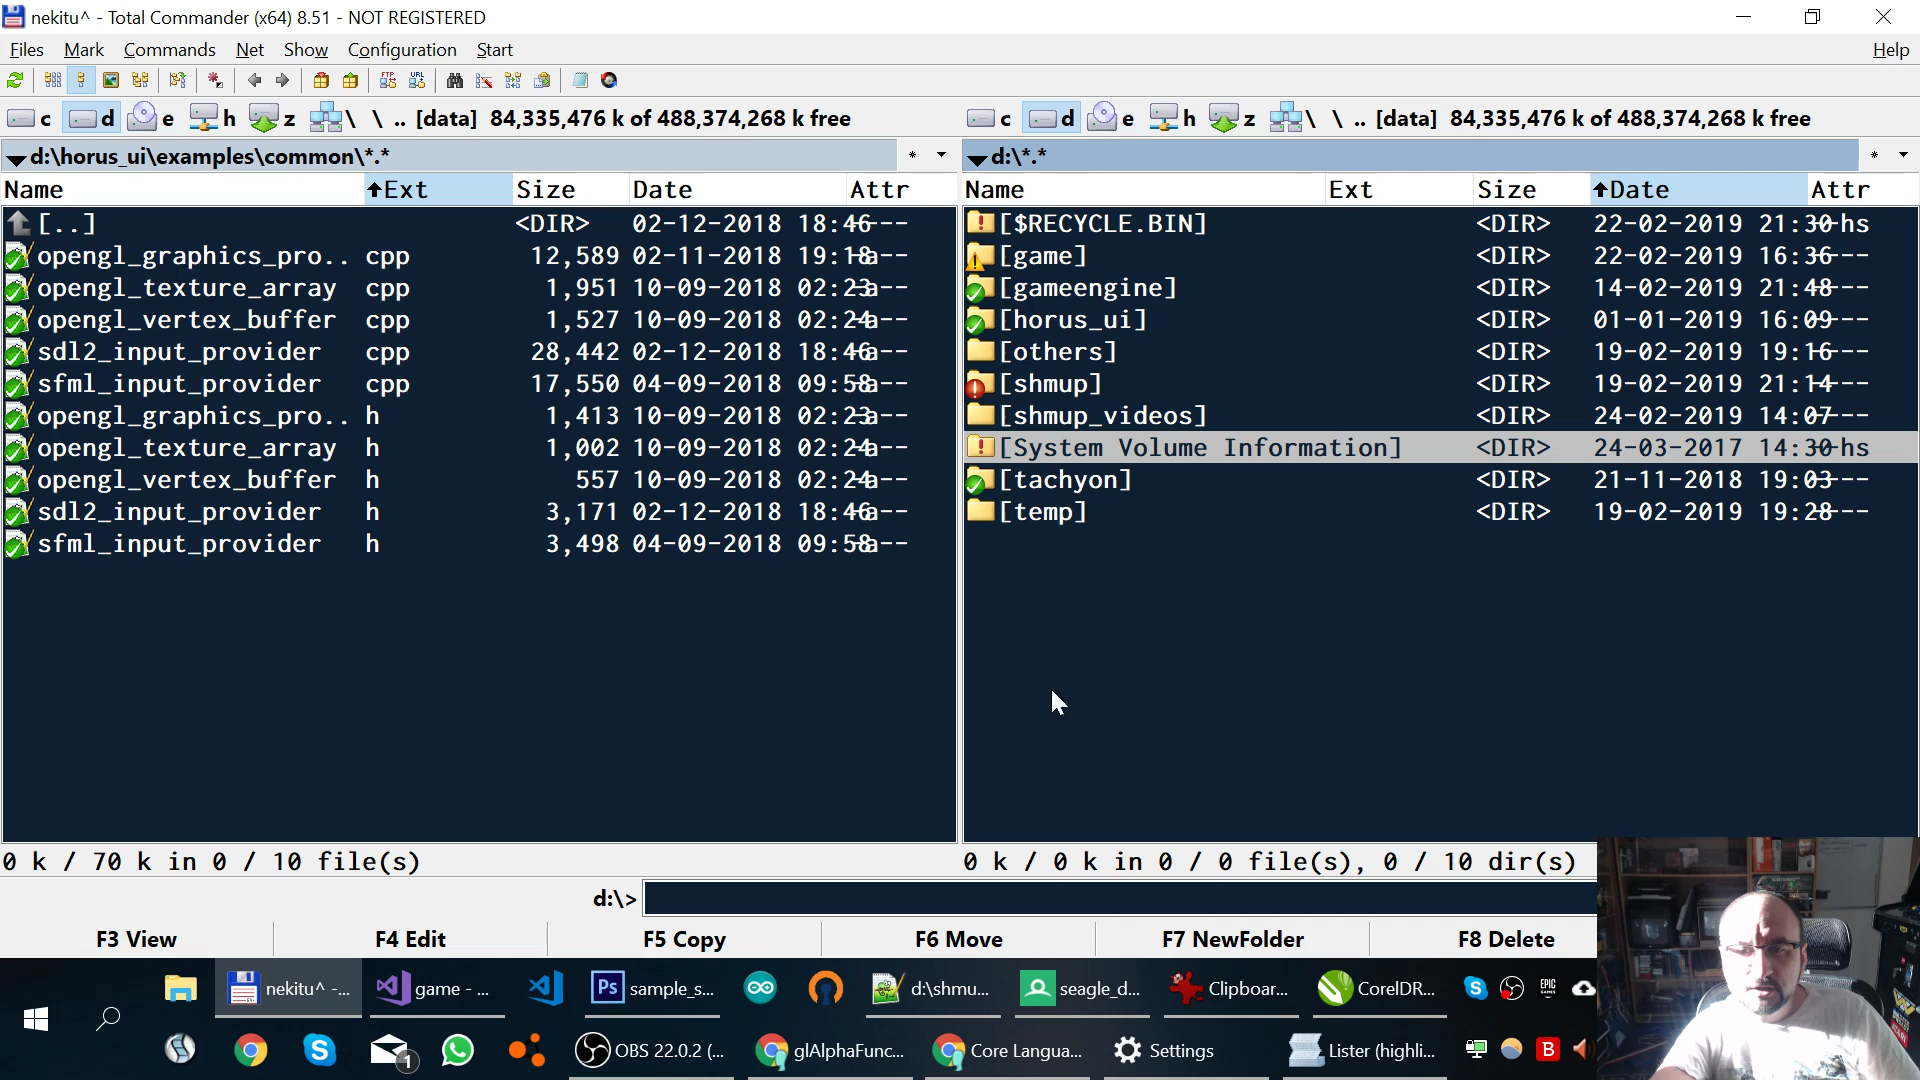 nekitu^ - Total Commander (x64) 8.51 - NOT REGISTERED
Files Mark Commands Net Show Configuration Start Help
c d e h z \ \ .. [data] 84,335,476 k of 488,374,268 k free
c d e h z \ \ .. [data] 84,335,476 k of 488,374,268 k free
d:\horus_ui\examples\common\*.* * 
Name Ext Size Date Attr
[..] <DIR> 02-12-2018 18:46----
opengl_graphics_pro.. cpp 12,589 02-11-2018 19:18-a--
opengl_texture_array cpp 1,951 10-09-2018 02:23-a--
opengl_vertex_buffer cpp 1,527 10-09-2018 02:24-a--
sdl2_input_provider cpp 28,442 02-12-2018 18:46-a--
sfml_input_provider cpp 17,550 04-09-2018 09:58-a--
opengl_graphics_pro.. h 1,413 10-09-2018 02:23-a--
opengl_texture_array h 1,002 10-09-2018 02:24-a--
opengl_vertex_buffer h 557 10-09-2018 02:24-a--
sdl2_input_provider h 3,171 02-12-2018 18:46-a--
sfml_input_provider h 3,498 04-09-2018 09:58-a--
0 k / 70 k in 0 / 10 file(s)
d:\*.* *
Name Ext Size Date Attr
[$RECYCLE.BIN] <DIR> 22-02-2019 21:30--hs
[game] <DIR> 22-02-2019 16:36----
[gameengine] <DIR> 14-02-2019 21:48----
[horus_ui] <DIR> 01-01-2019 16:09----
[others] <DIR> 19-02-2019 19:16----
[shmup] <DIR> 19-02-2019 21:14----
[shmup_videos] <DIR> 24-02-2019 14:07----
[System Volume Information] <DIR> 24-03-2017 14:30--hs
[tachyon] <DIR> 21-11-2018 19:03----
[temp] <DIR> 19-02-2019 19:28----
0 k / 0 k in 0 / 0 file(s), 0 / 10 dir(s)
d:\>
F3 View F4 Edit F5 Copy F6 Move F7 NewFolder F8 Delete
nekitu^ -... game - ... Ps sample_s... d:\shmu... seagle_d... Clipboar... CorelDR... EPIC GAMES
1 OBS 22.0.2 (... glAlphaFunc... Core Langua... Settings Lister (highli... B